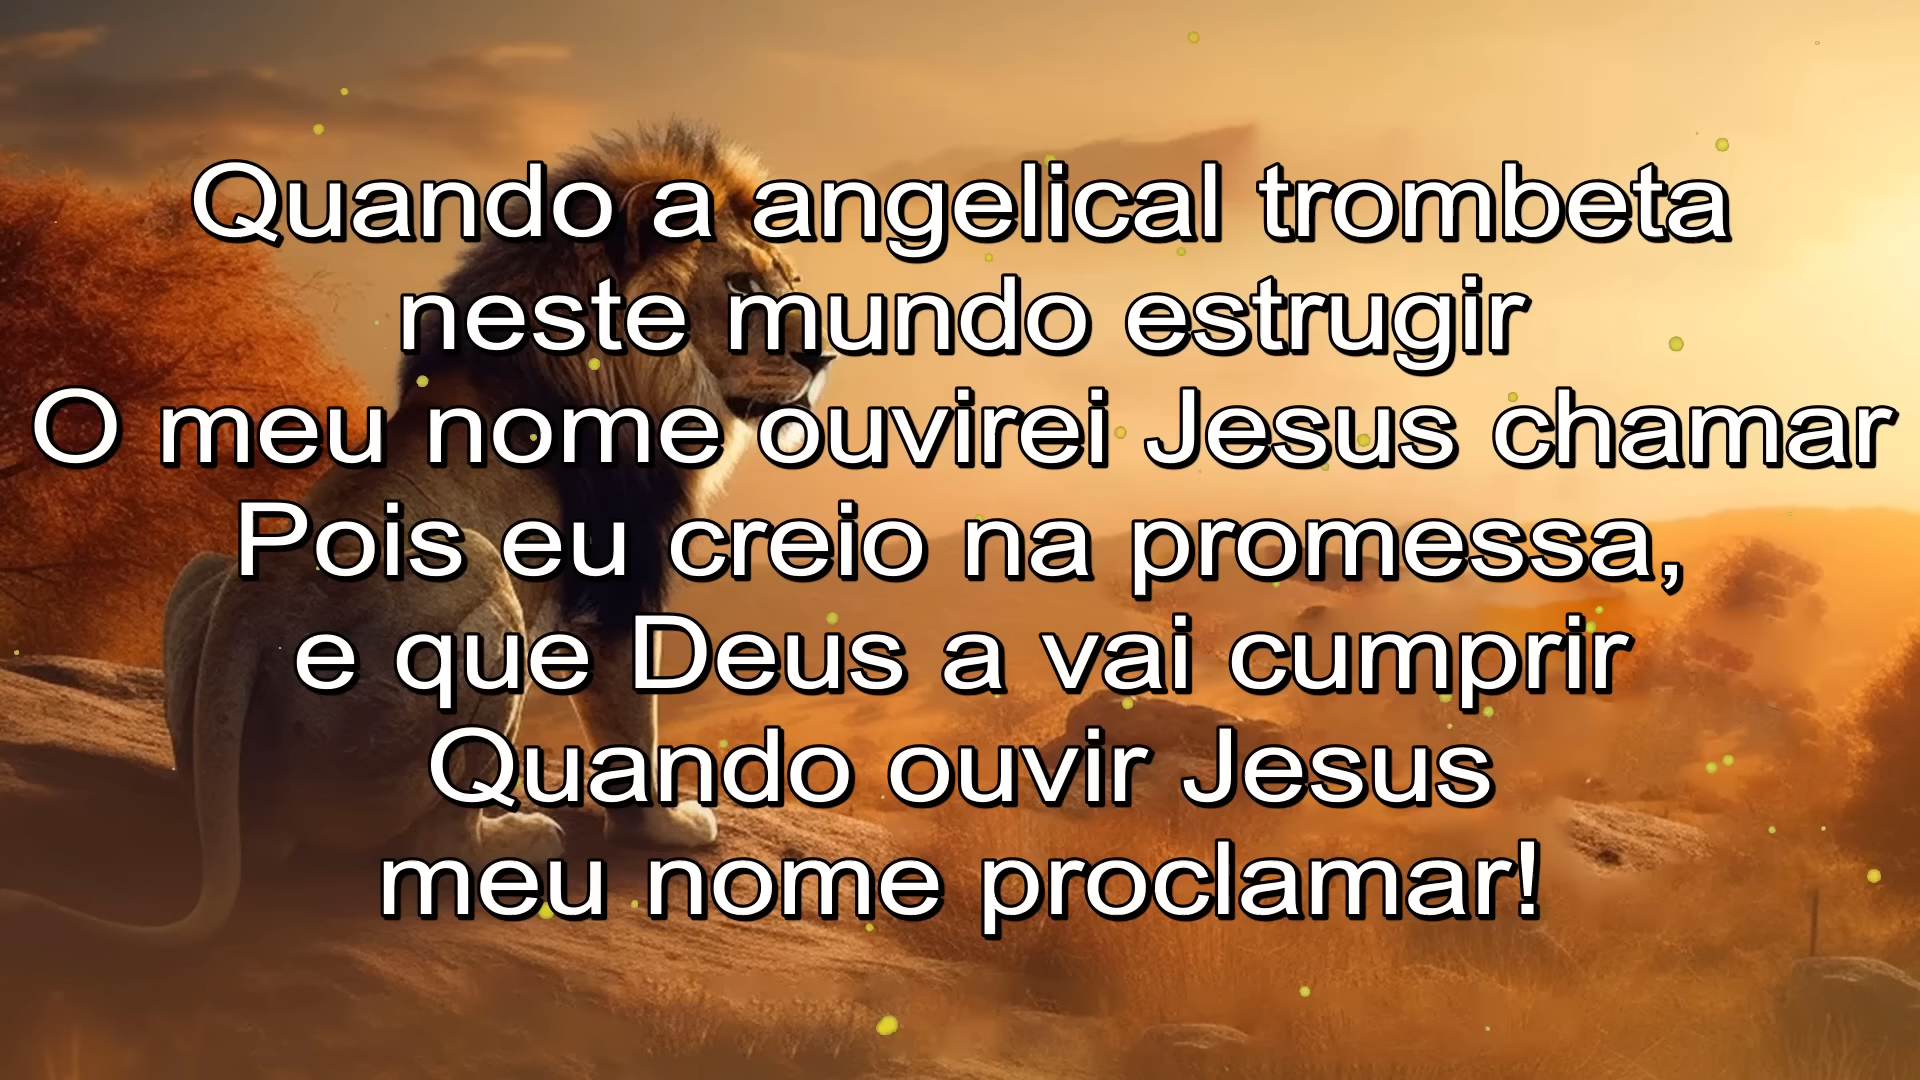 Quando a angelical trombeta
neste mundo estrugir
O meu nome ouvirei Jesus chamar
Pois eu creio na promessa,
e que Deus a vai cumprir
Quando ouvir Jesus
meu nome proclamar!